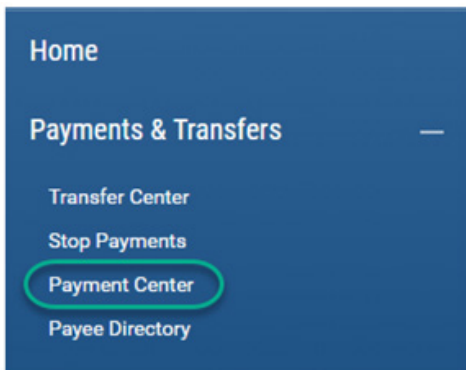 Home
Payments & Transfers
Transfer Center
Stop Payments
Payment Center
Payee Directory